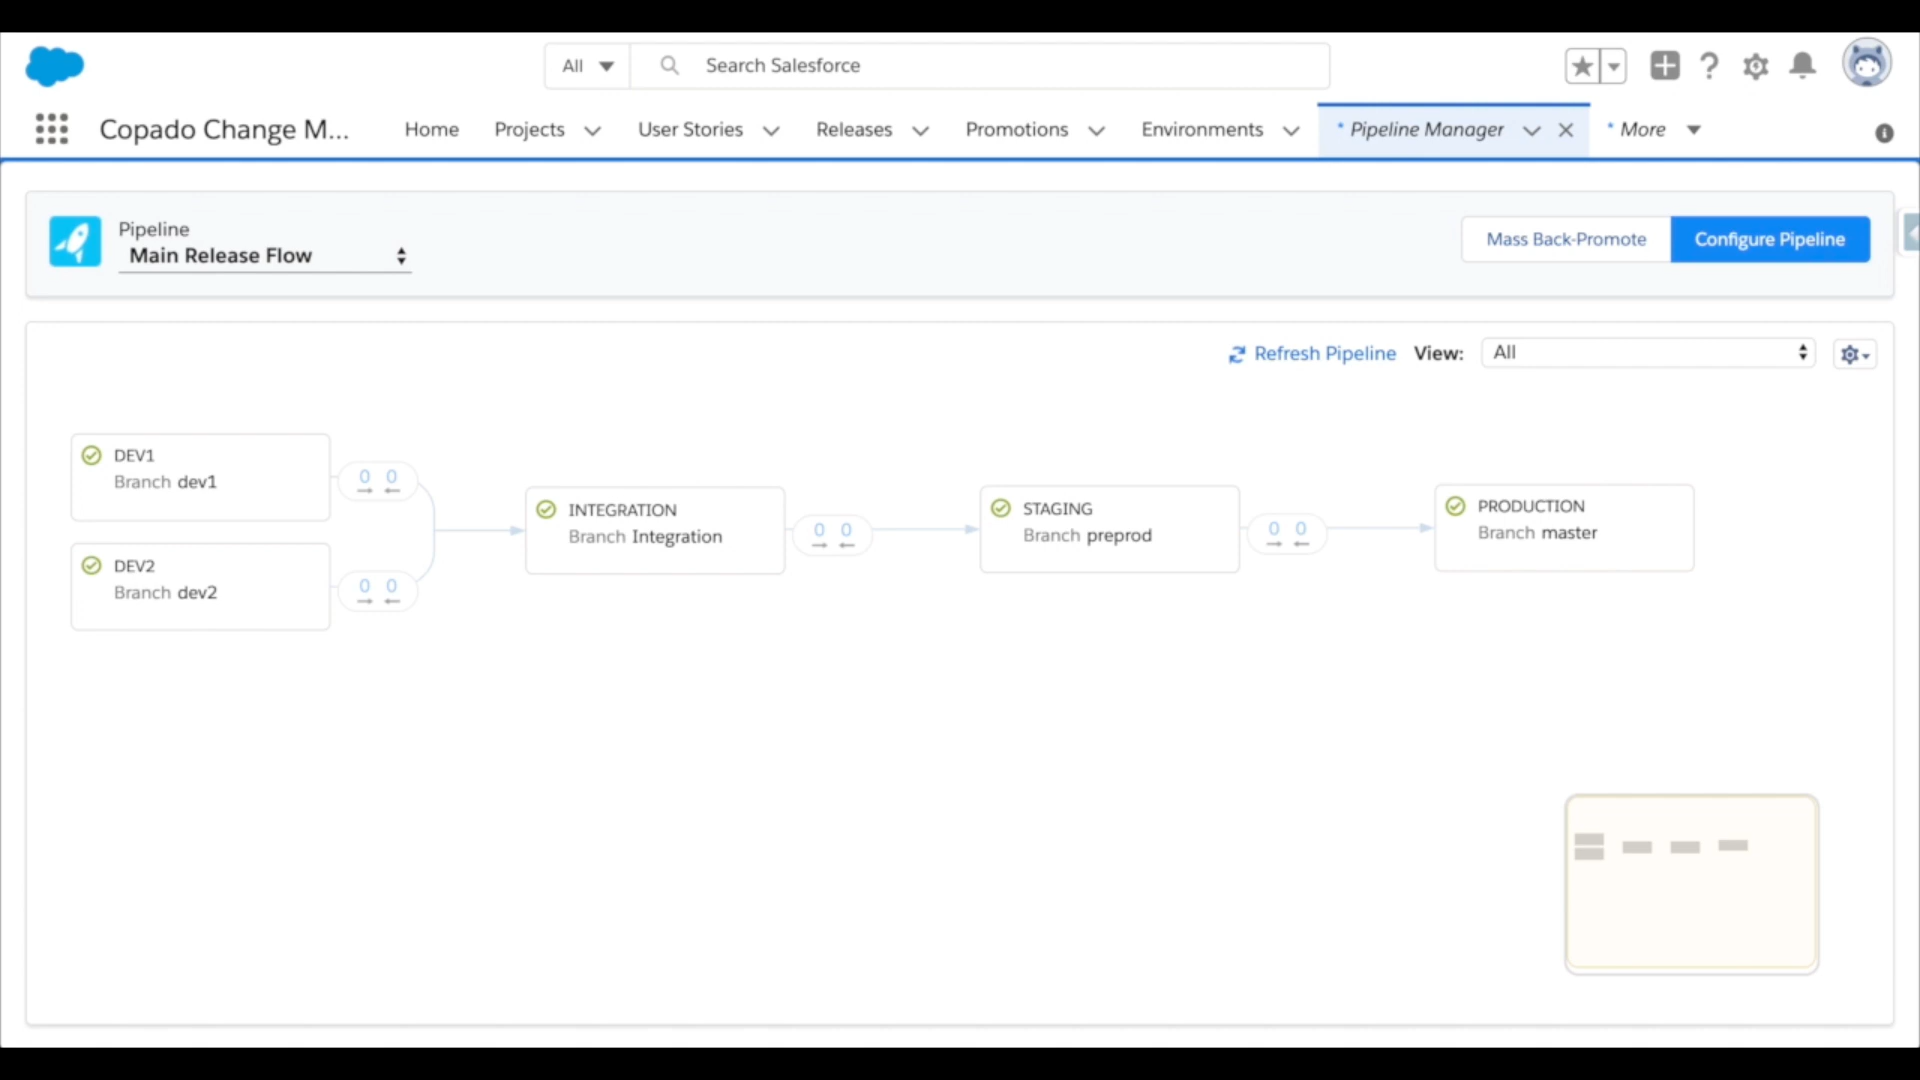 All
Search Salesforce
Copado Change M...
Home
Projects
User Stories
Releases
Promotions
Environments
* Pipeline Manager
* More
Pipeline
Main Release Flow
Mass Back-Promote
Configure Pipeline
Refresh Pipeline
View:
All
DEV1
Branch dev1
0 0
DEV2
Branch dev2
0 0
INTEGRATION
Branch Integration
0 0
STAGING
Branch preprod
0 0
PRODUCTION
Branch master